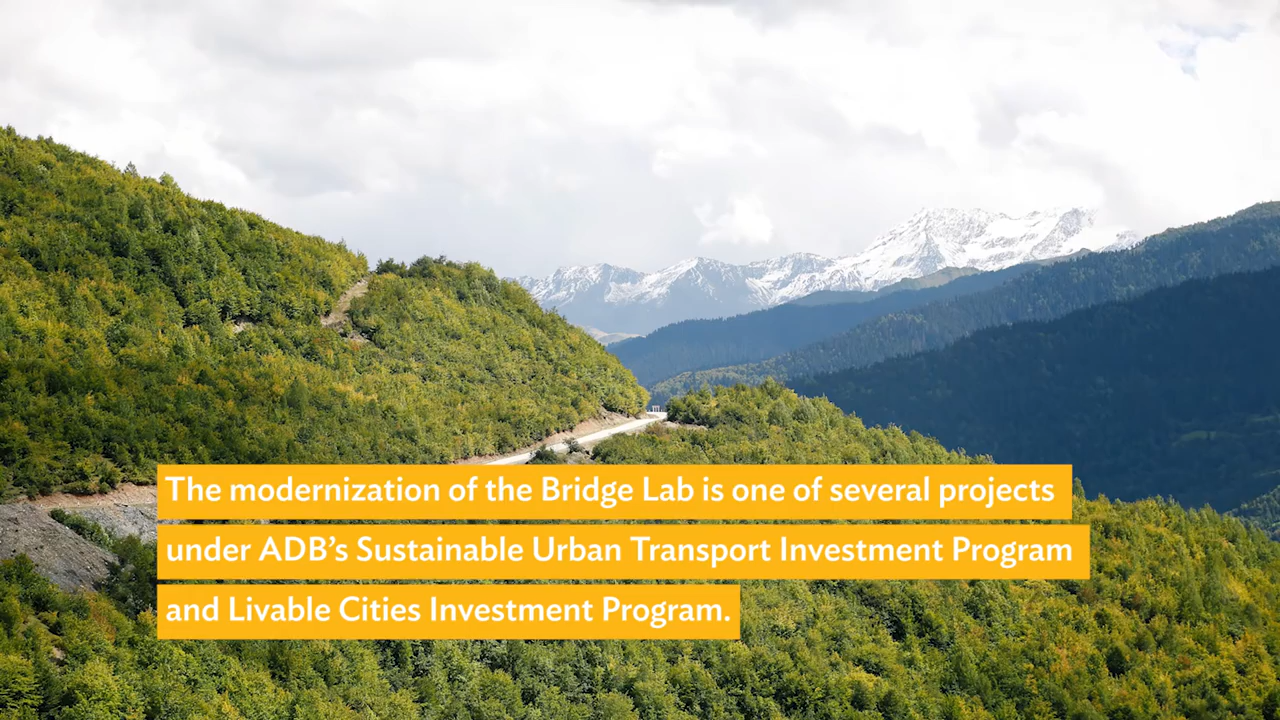 The modernization of the Bridge Lab is one of several projects
under ADB’s Sustainable Urban Transport Investment Program
and Livable Cities Investment Program.